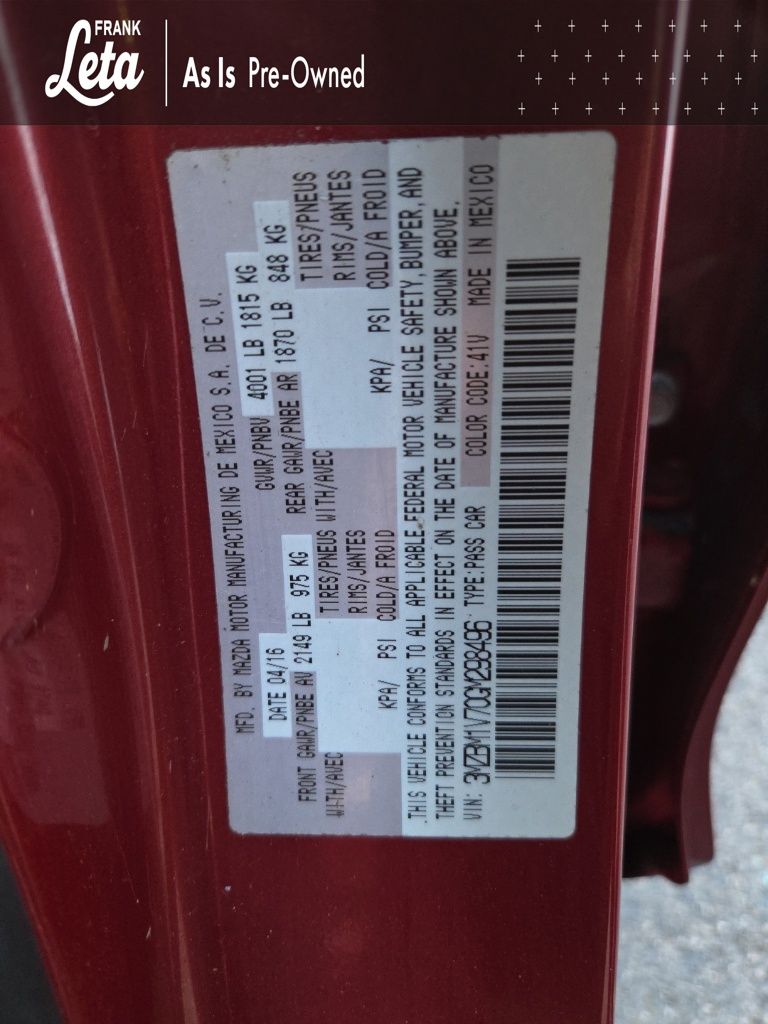 FRANK
Leta
As Is Pre-Owned
MFD. BY MAZDA MOTOR MANUFACTURING DE MEXICO S.A. DE C.V.
DATE 04/16 GVWR/PNBV 4001 LB 1815 KG
FRONT GAWR/PNBE AV 2149 LB 975 KG REAR GAWR/PNBE AR 1870 LB 848 KG
WITH/AVEC TIRES/PNEUS WITH/AVEC TIRES/PNEUS
RIMS/JANTES RIMS/JANTES
KPA/ PSI COLD/A FROID KPA/ PSI COLD/A FROID
THIS VEHICLE CONFORMS TO ALL APPLICABLE FEDERAL MOTOR VEHICLE SAFETY, BUMPER, AND
THEFT PREVENTION STANDARDS IN EFFECT ON THE DATE OF MANUFACTURE SHOWN ABOVE.
VIN: 3MZBM1V70GM298496 TYPE: PASS CAR COLOR CODE: 41V MADE IN MEXICO